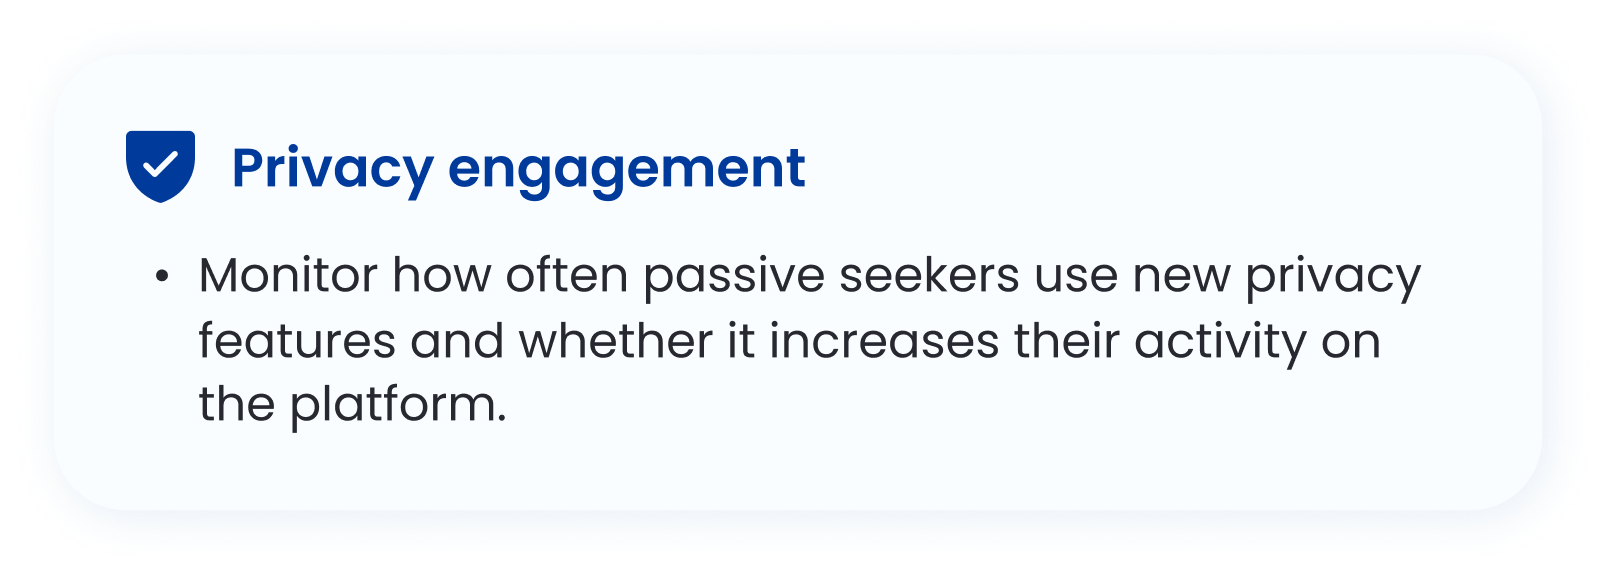 Privacy engagement
• Monitor how often passive seekers use new privacy
features and whether it increases their activity on
the platform.